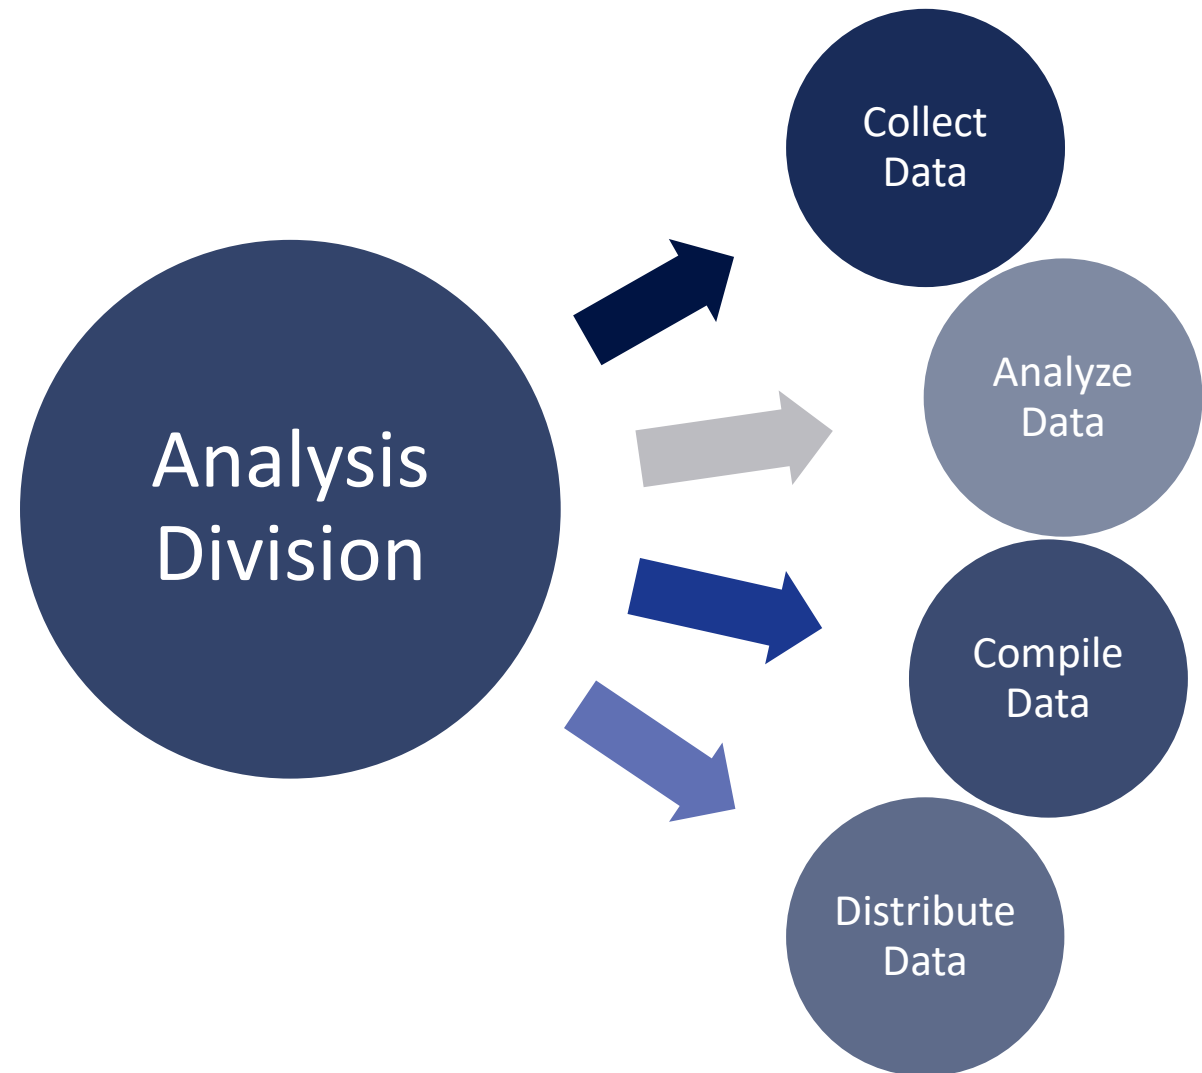 Analysis
Division
Collect
Data
Analyze
Data
Compile
Data
Distribute
Data